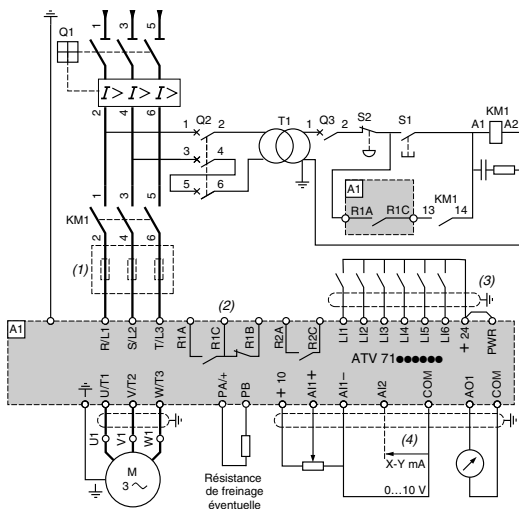 1 3 5
Q1
I> I> I>
2 4 6
Q2
1 2
3 4
5 6
T1
1 Q3 2
S2
S1
KM1
A1 A2
A1
R1A R1C
KM1
13 14
1 3 5
KM1
2 4 6
(1)
(2)
(3)
A1
R/L1
S/L2
T/L3
R1A
R1C
R1B
R2A
R2C
LI1
LI2
LI3
LI4
LI5
LI6
+ 24
PWR
ATV 71●●●●●●
U/T1
V/T2
W/T3
PA/+
PB
+ 10
AI1+
AI1-
AI2
COM
AO1
COM
U1
V1
W1
(4)
X-Y mA
0...10 V
M
3 ~
Résistance
de freinage
éventuelle